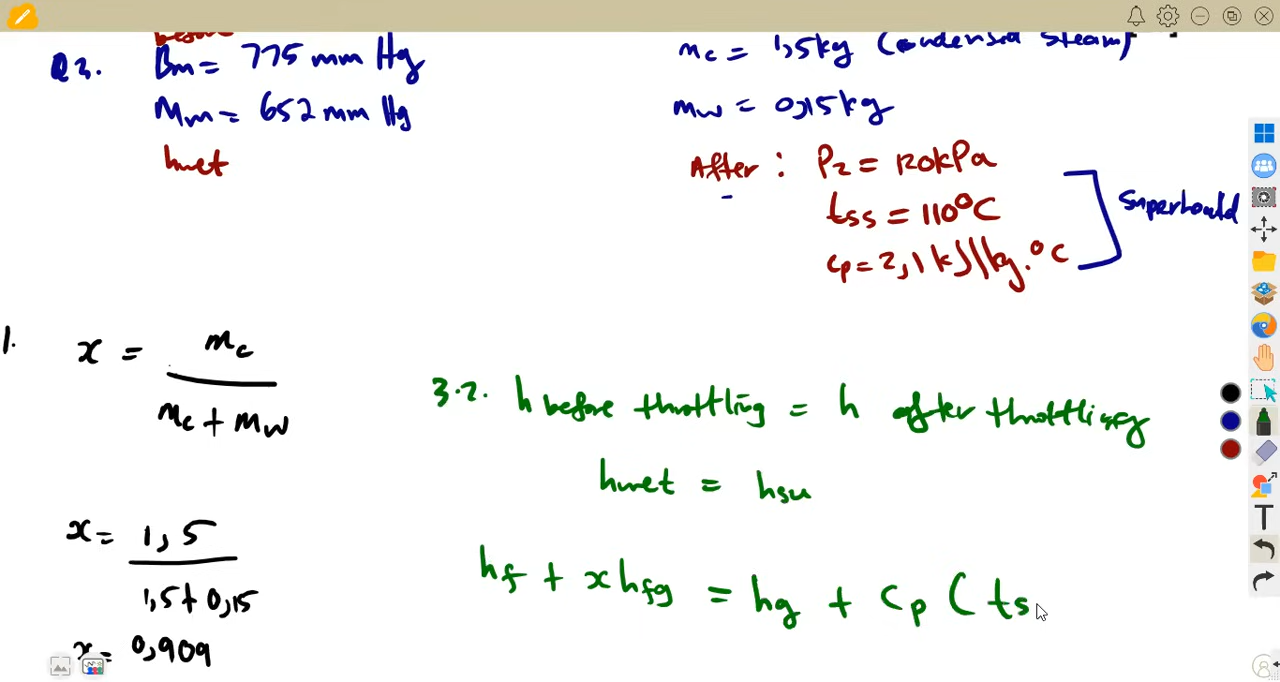 before
Q3. Bm = 775 mm Hg
Mm = 652 mm Hg
hwet
mc = 1,5kg (condensed steam)
mw = 0,15kg
After : P2 = 120kPa
tss = 110°C
cp = 2,1 kJ/kg.°C
1.
x = mc
mc + mw
x = 1,5
1,5 + 0,15
x = 0,909
3.2. h before throttling = h after throttling
hwet = hsu
hf + xhfg = hg + cp (ts
T